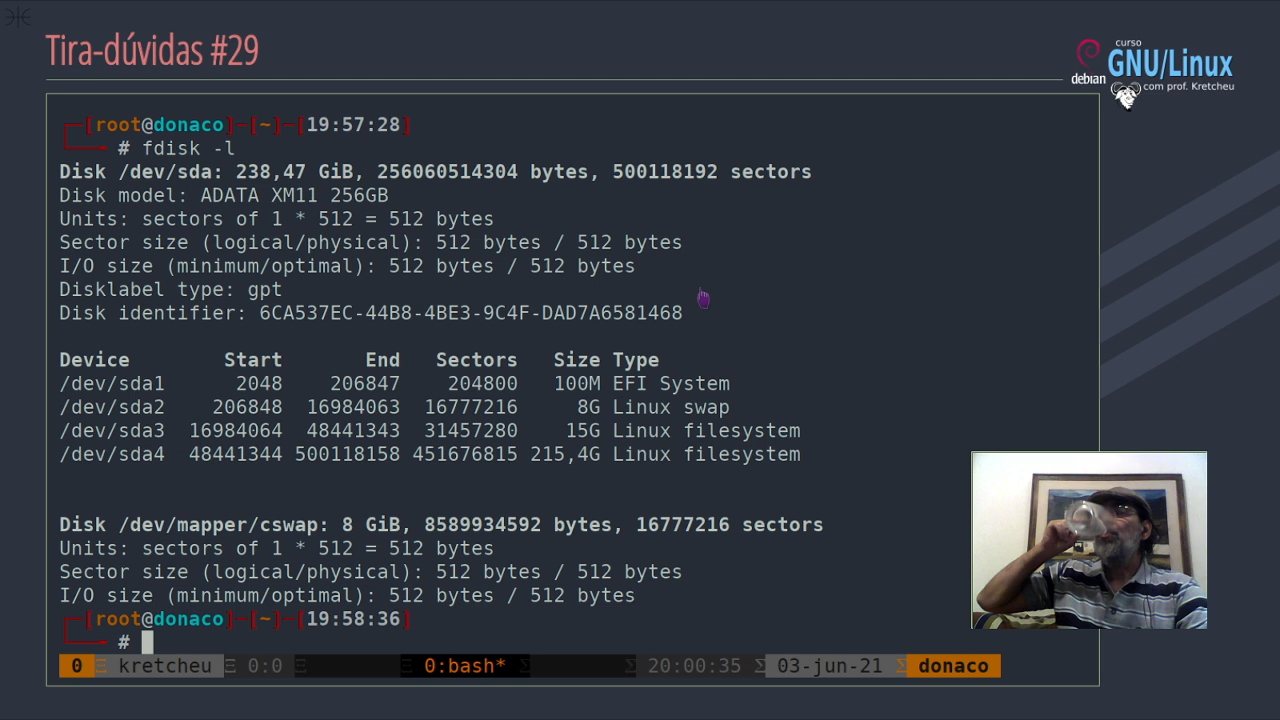 Tira-dúvidas #29
curso
GNU/Linux
debian
com prof. Kretcheu
[root@donaco]-[~]-[19:57:28]
# fdisk -l
Disk /dev/sda: 238,47 GiB, 256060514304 bytes, 500118192 sectors
Disk model: ADATA XM11 256GB
Units: sectors of 1 * 512 = 512 bytes
Sector size (logical/physical): 512 bytes / 512 bytes
I/O size (minimum/optimal): 512 bytes / 512 bytes
Disklabel type: gpt
Disk identifier: 6CA537EC-44B8-4BE3-9C4F-DAD7A6581468
Device Start End Sectors Size Type
/dev/sda1 2048 206847 204800 100M EFI System
/dev/sda2 206848 16984063 16777216 8G Linux swap
/dev/sda3 16984064 48441343 31457280 15G Linux filesystem
/dev/sda4 48441344 500118158 451676815 215,4G Linux filesystem
Disk /dev/mapper/cswap: 8 GiB, 8589934592 bytes, 16777216 sectors
Units: sectors of 1 * 512 = 512 bytes
Sector size (logical/physical): 512 bytes / 512 bytes
I/O size (minimum/optimal): 512 bytes / 512 bytes
[root@donaco]-[~]-[19:58:36]
#
0 Ξ kretcheu Ξ 0:0 Ξ 0:bash* Σ Σ 20:00:35 Σ 03-jun-21 Σ donaco